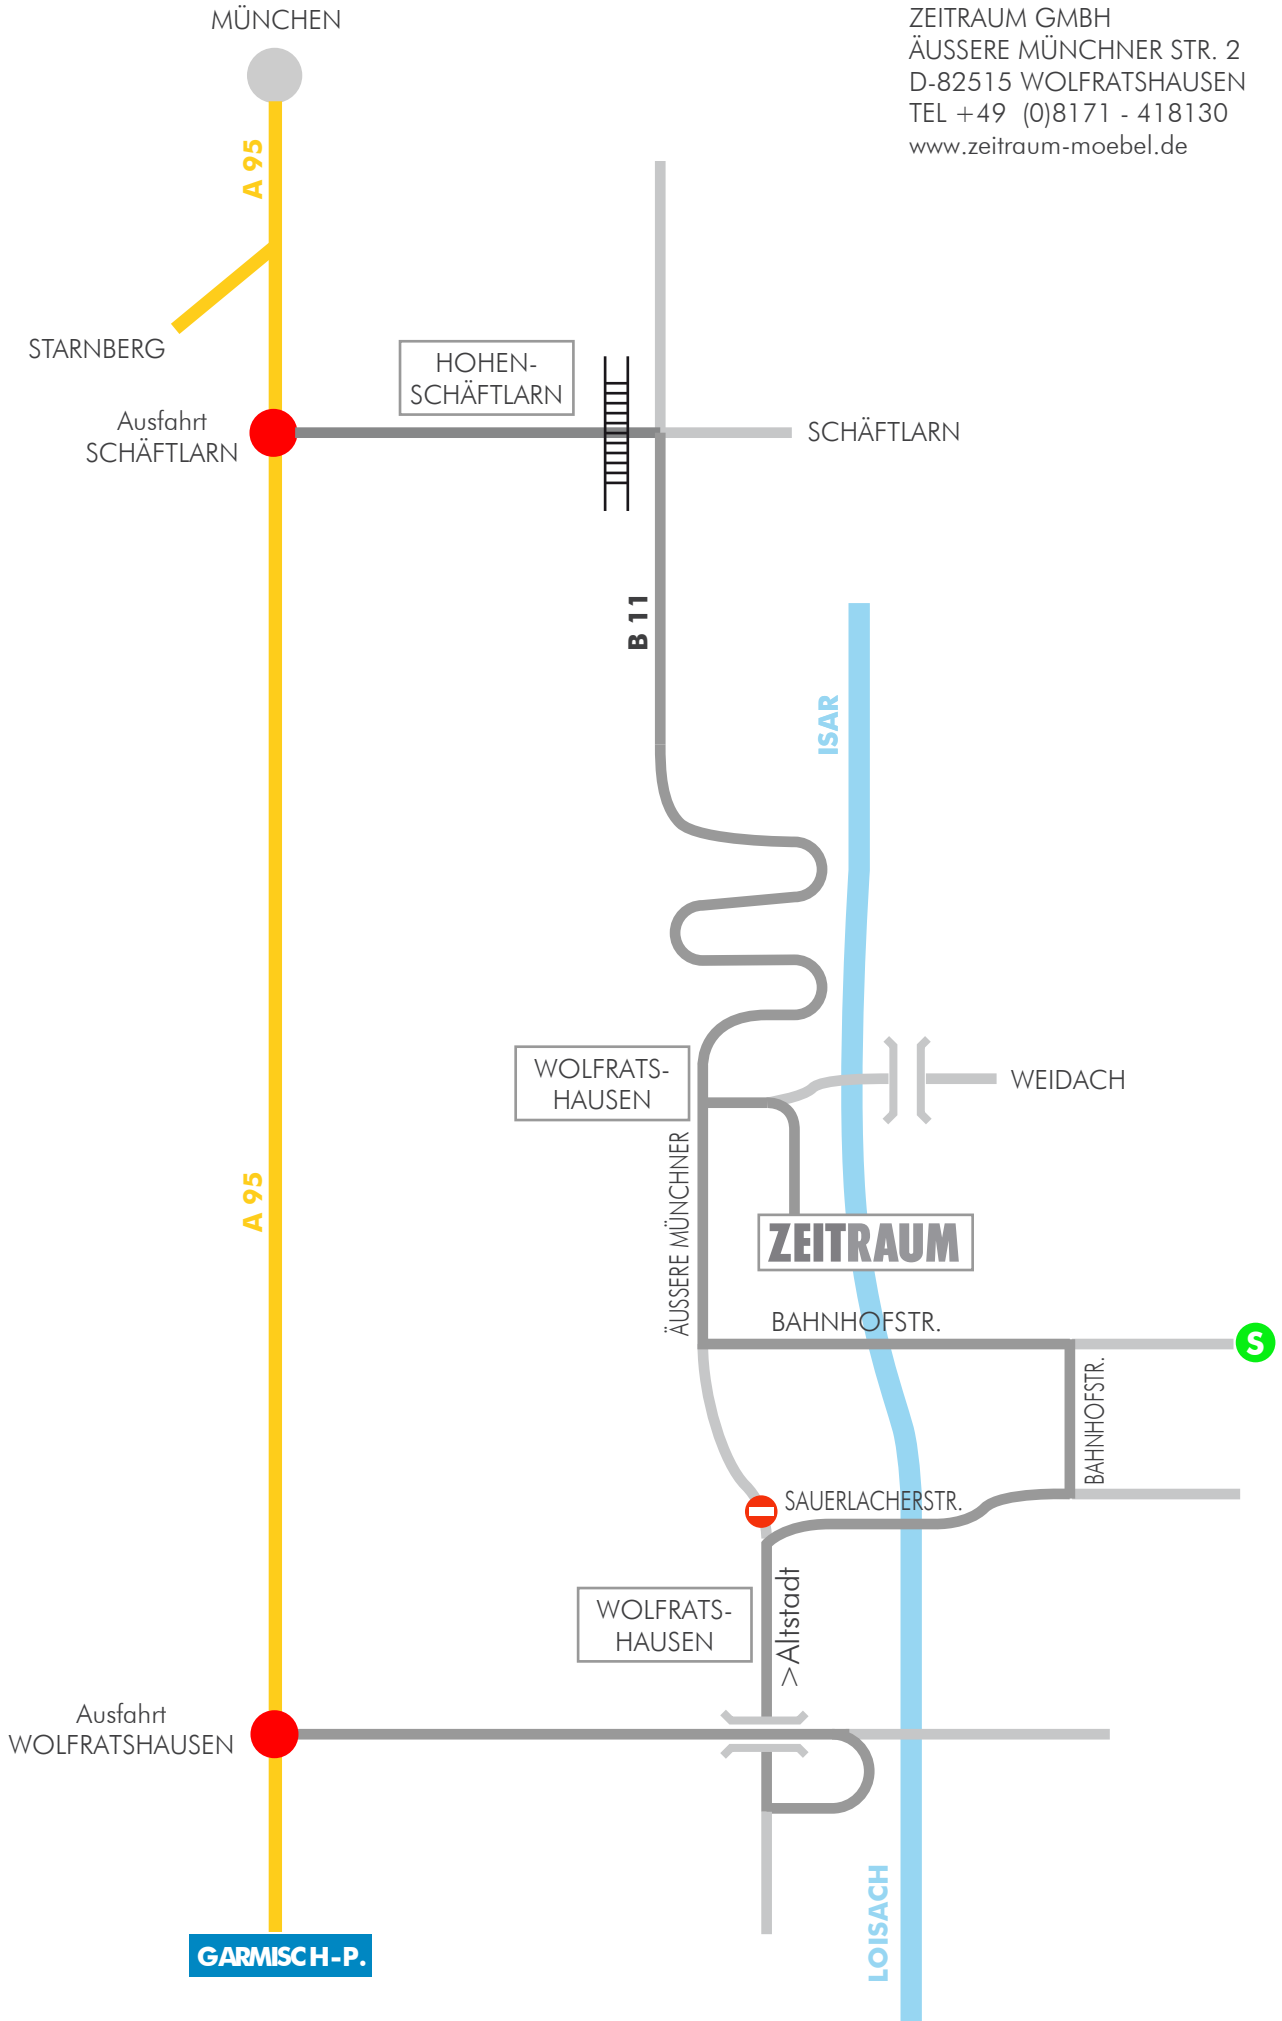 MÜNCHEN
ZEITRAUM GMBH
ÄUSSERE MÜNCHNER STR. 2
D-82515 WOLFRATSHAUSEN
TEL +49 (0)8171 - 418130
www.zeitraum-moebel.de
A 95
STARNBERG
HOHEN-
SCHÄFTLARN
Ausfahrt
SCHÄFTLARN
SCHÄFTLARN
B 11
ISAR
WOLFRATS-
HAUSEN
WEIDACH
A 95
ÄUSSERE MÜNCHNER
ZEITRAUM
BAHNHOFSTR.
S
BAHNHOFSTR.
SAUERLACHERSTR.
WOLFRATS-
HAUSEN
>Altstadt
Ausfahrt
WOLFRATSHAUSEN
LOISACH
GARMISCH-P.